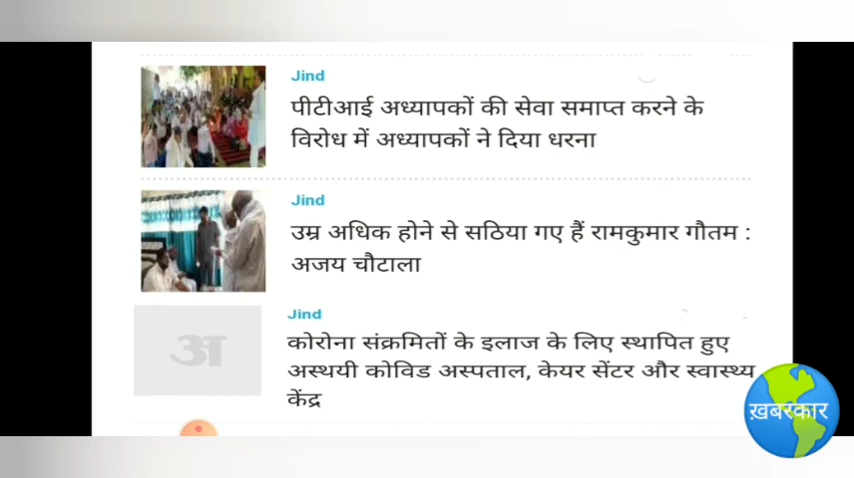 Jind
पीटीआई अध्यापकों की सेवा समाप्त करने के
विरोध में अध्यापकों ने दिया धरना
Jind
उम्र अधिक होने से सठिया गए हैं रामकुमार गौतम :
अजय चौटाला
Jind
अ
कोरोना संक्रमितों के इलाज के लिए स्थापित हुए
अस्थयी कोविड अस्पताल, केयर सेंटर और स्वास्थ्य
केंद्र
ख़बरकार